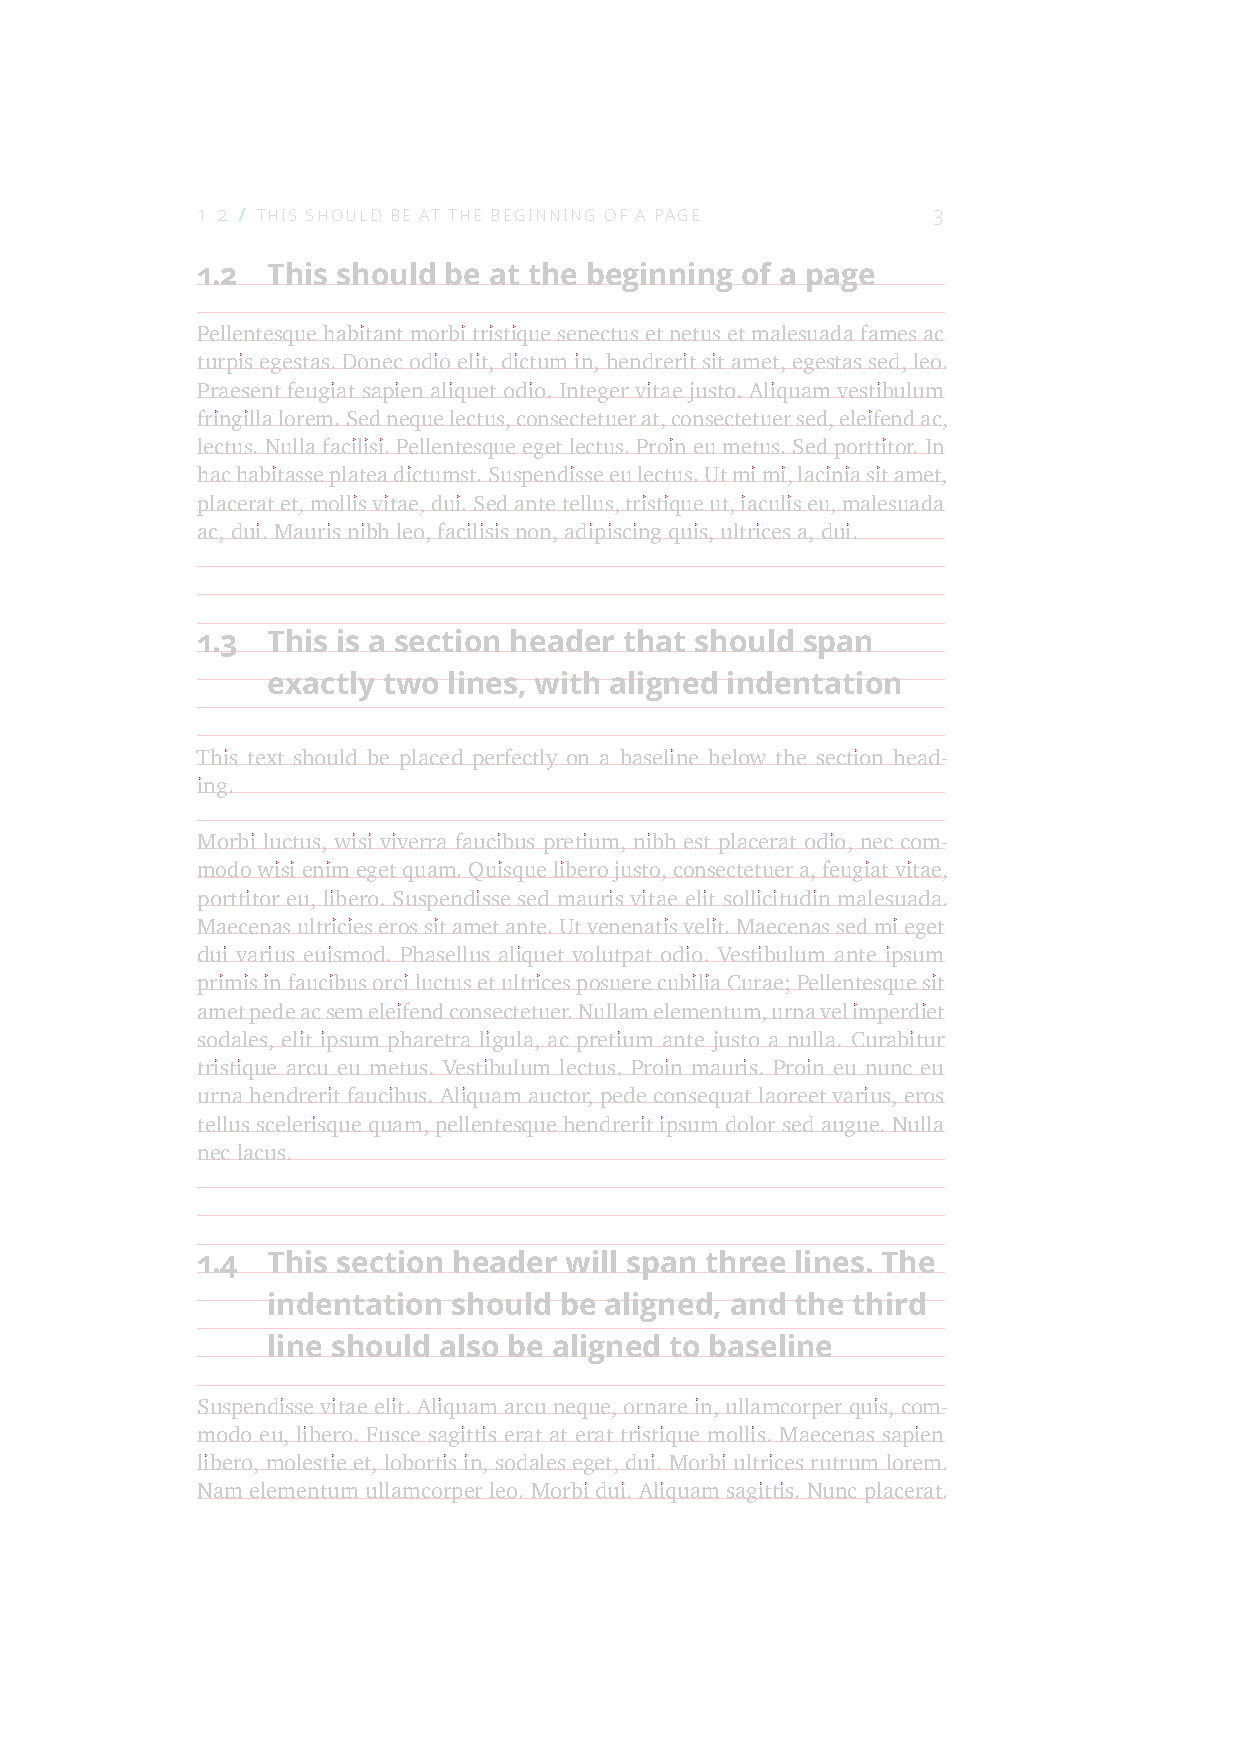 1.2 / THIS SHOULD BE AT THE BEGINNING OF A PAGE 3
1.2 This should be at the beginning of a page
Pellentesque habitant morbi tristique senectus et netus et malesuada fames ac
turpis egestas. Donec odio elit, dictum in, hendrerit sit amet, egestas sed, leo.
Praesent feugiat sapien aliquet odio. Integer vitae justo. Aliquam vestibulum
fringilla lorem. Sed neque lectus, consectetuer at, consectetuer sed, eleifend ac,
lectus. Nulla facilisi. Pellentesque eget lectus. Proin eu metus. Sed porttitor. In
hac habitasse platea dictumst. Suspendisse eu lectus. Ut mi mi, lacinia sit amet,
placerat et, mollis vitae, dui. Sed ante tellus, tristique ut, iaculis eu, malesuada
ac, dui. Mauris nibh leo, facilisis non, adipiscing quis, ultrices a, dui.
1.3 This is a section header that should span
exactly two lines, with aligned indentation
This text should be placed perfectly on a baseline below the section head-
ing.
Morbi luctus, wisi viverra faucibus pretium, nibh est placerat odio, nec com-
modo wisi enim eget quam. Quisque libero justo, consectetuer a, feugiat vitae,
porttitor eu, libero. Suspendisse sed mauris vitae elit sollicitudin malesuada.
Maecenas ultricies eros sit amet ante. Ut venenatis velit. Maecenas sed mi eget
dui varius euismod. Phasellus aliquet volutpat odio. Vestibulum ante ipsum
primis in faucibus orci luctus et ultrices posuere cubilia Curae; Pellentesque sit
amet pede ac sem eleifend consectetuer. Nullam elementum, urna vel imperdiet
sodales, elit ipsum pharetra ligula, ac pretium ante justo a nulla. Curabitur
tristique arcu eu metus. Vestibulum lectus. Proin mauris. Proin eu nunc eu
urna hendrerit faucibus. Aliquam auctor, pede consequat laoreet varius, eros
tellus scelerisque quam, pellentesque hendrerit ipsum dolor sed augue. Nulla
nec lacus.
1.4 This section header will span three lines. The
indentation should be aligned, and the third
line should also be aligned to baseline
Suspendisse vitae elit. Aliquam arcu neque, ornare in, ullamcorper quis, com-
modo eu, libero. Fusce sagittis erat at erat tristique mollis. Maecenas sapien
libero, molestie et, lobortis in, sodales eget, dui. Morbi ultrices rutrum lorem.
Nam elementum ullamcorper leo. Morbi dui. Aliquam sagittis. Nunc placerat.